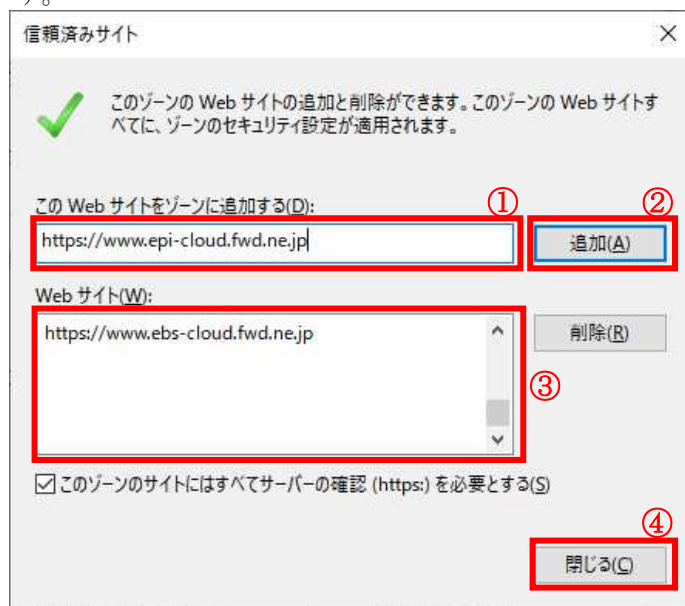 す。
信頼済みサイト
このゾーンの Web サイトの追加と削除ができます。このゾーンの Web サイトす
べてに、ゾーンのセキュリティ設定が適用されます。
この Web サイトをゾーンに追加する(D):
①
②
https://www.epi-cloud.fwd.ne.jp
追加(A)
Web サイト(W):
https://www.ebs-cloud.fwd.ne.jp
削除(R)
③
このゾーンのサイトにはすべてサーバーの確認 (https:) を必要とする(S)
④
閉じる(C)